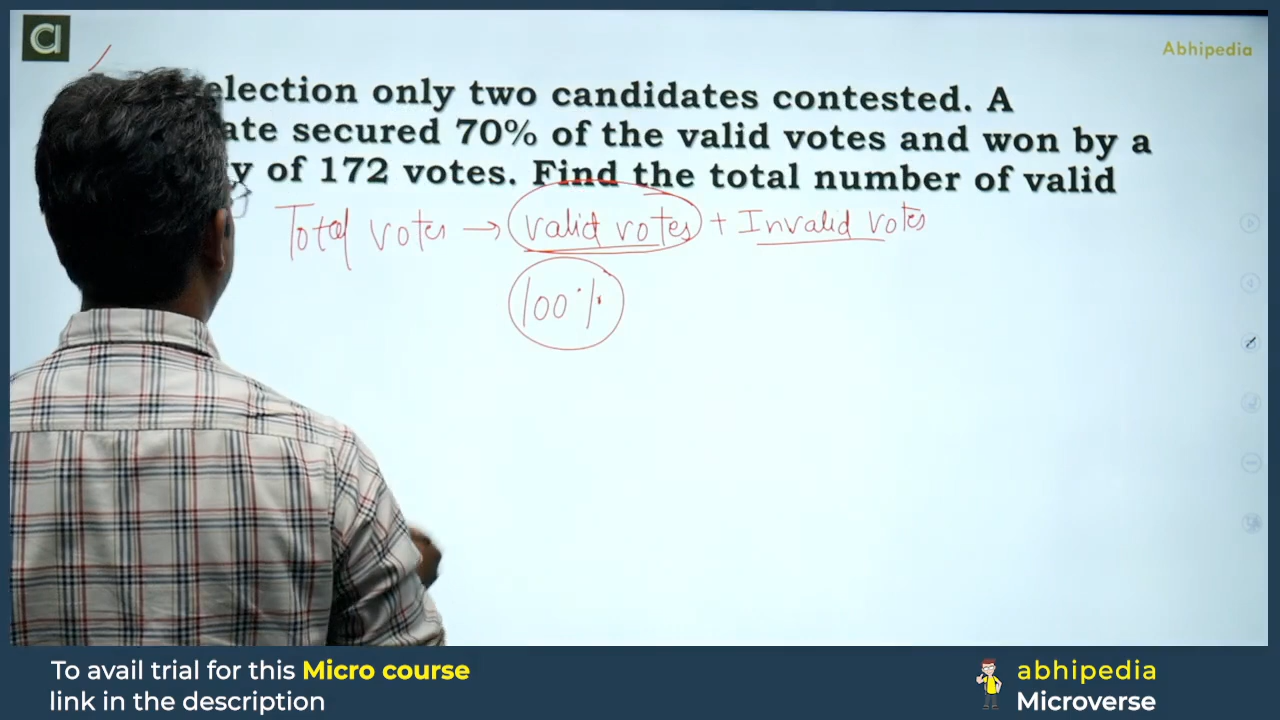 Abhipedia
election only two candidates contested. A
ate secured 70% of the valid votes and won by a
y of 172 votes. Find the total number of valid
Total votes → valid votes + Invalid votes
100%
To avail trial for this Micro course
link in the description
abhipedia
Microverse